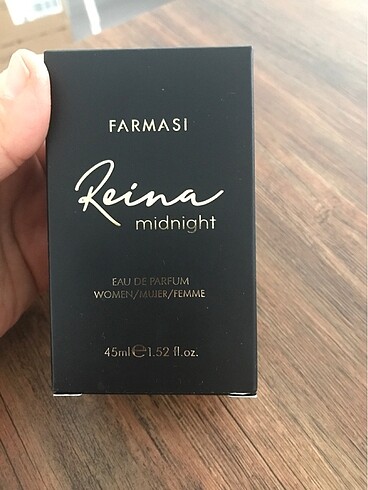 FARMASI
Reina
midnight
EAU DE PARFUM
WOMEN/MUJER/FEMME
45ml℮1.52 fl.oz.